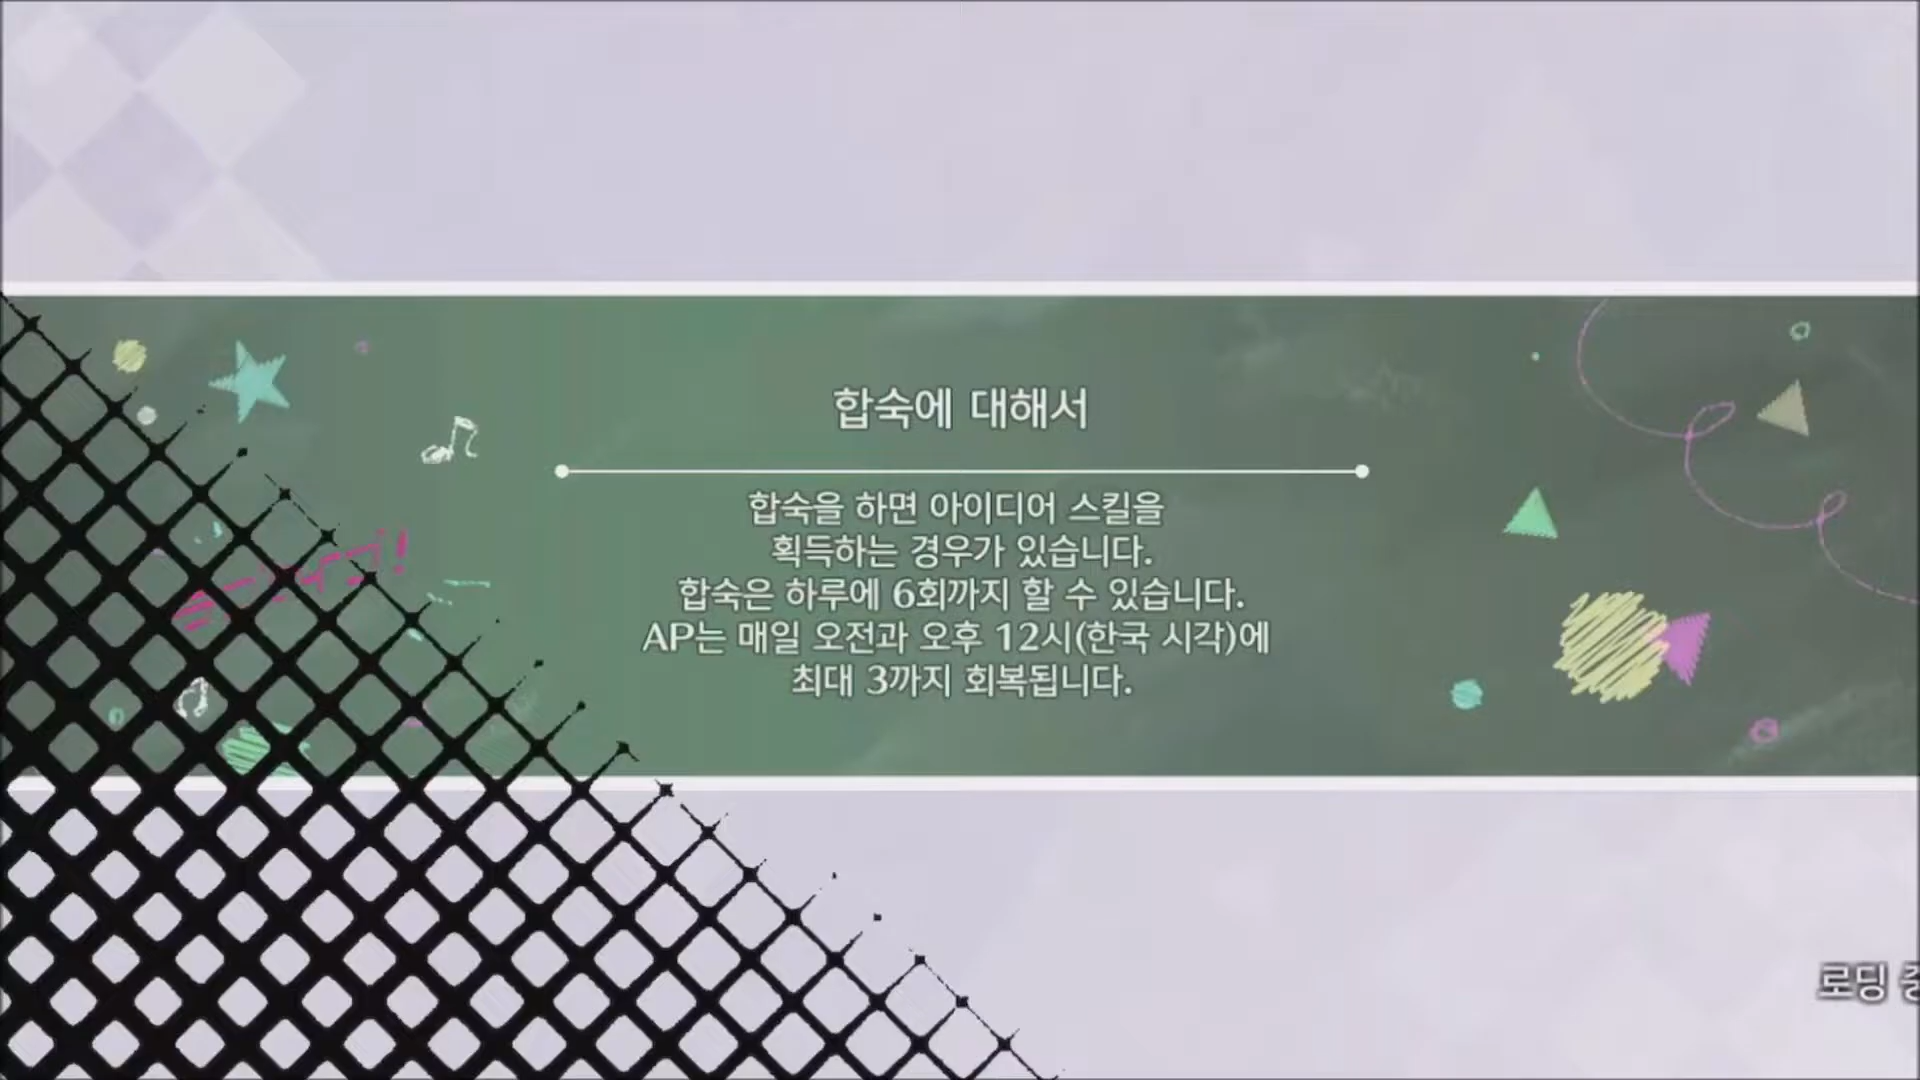 합숙에 대해서
합숙을 하면 아이디어 스킬을
획득하는 경우가 있습니다.
합숙은 하루에 6회까지 할 수 있습니다.
AP는 매일 오전과 오후 12시(한국 시각)에
최대 3까지 회복됩니다.
로딩